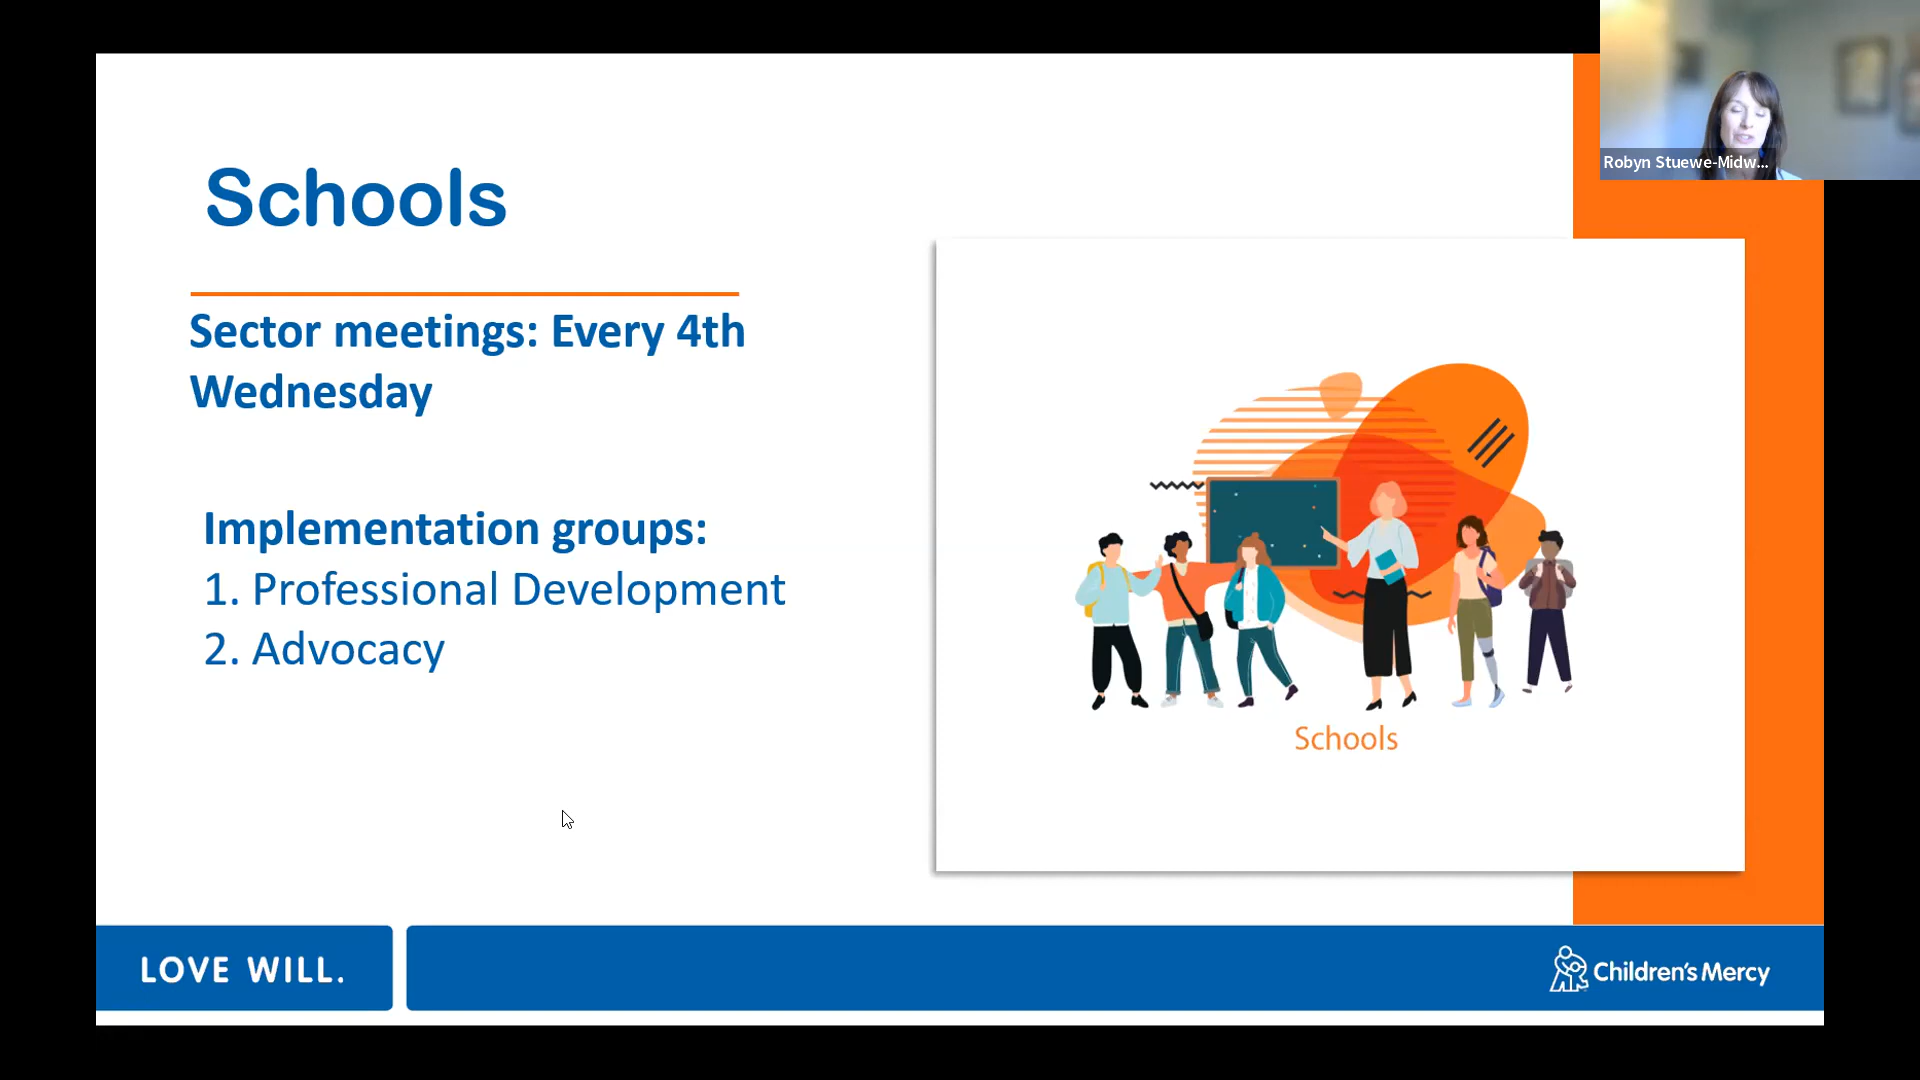 Robyn Stuewe-Midw...
Schools
Sector meetings: Every 4th
Wednesday
Implementation groups:
1. Professional Development
2. Advocacy
Schools
LOVE WILL.
Children's Mercy